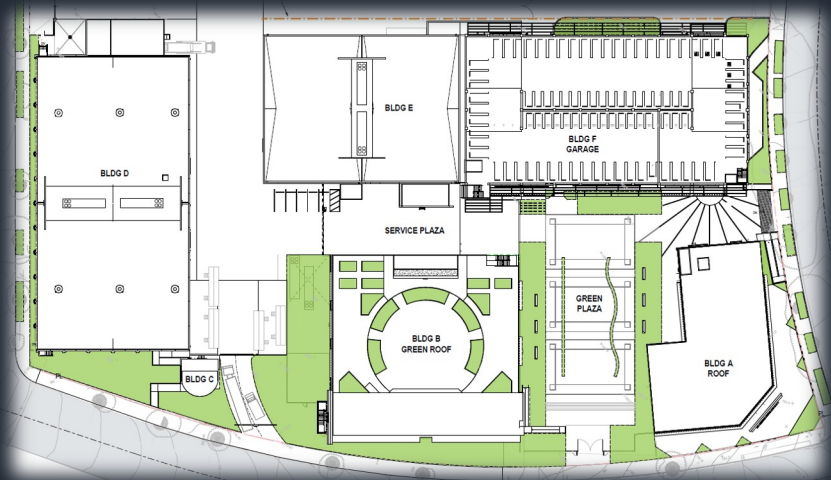 BLDG E
BLDG F
GARAGE
BLDG D
SERVICE PLAZA
GREEN
PLAZA
BLDG B
GREEN ROOF
BLDG A
ROOF
BLDG C